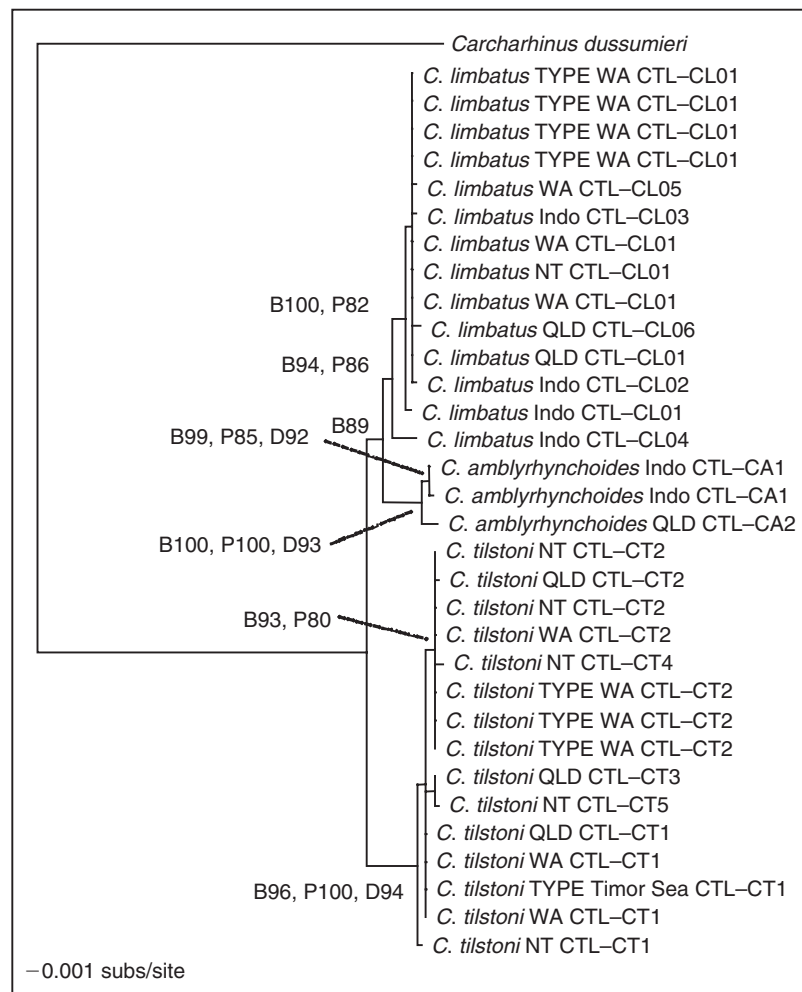 Carcharhinus dussumieri
C. limbatus TYPE WA CTL–CL01
C. limbatus TYPE WA CTL–CL01
C. limbatus TYPE WA CTL–CL01
C. limbatus TYPE WA CTL–CL01
C. limbatus WA CTL–CL05
C. limbatus Indo CTL–CL03
C. limbatus WA CTL–CL01
C. limbatus NT CTL–CL01
C. limbatus WA CTL–CL01
B100, P82
C. limbatus QLD CTL–CL06
C. limbatus QLD CTL–CL01
B94, P86
C. limbatus Indo CTL–CL02
C. limbatus Indo CTL–CL01
B89
B99, P85, D92
C. limbatus Indo CTL–CL04
C. amblyrhynchoides Indo CTL–CA1
C. amblyrhynchoides Indo CTL–CA1
C. amblyrhynchoides QLD CTL–CA2
B100, P100, D93
C. tilstoni NT CTL–CT2
C. tilstoni QLD CTL–CT2
C. tilstoni NT CTL–CT2
B93, P80
C. tilstoni WA CTL–CT2
C. tilstoni NT CTL–CT4
C. tilstoni TYPE WA CTL–CT2
C. tilstoni TYPE WA CTL–CT2
C. tilstoni TYPE WA CTL–CT2
C. tilstoni QLD CTL–CT3
C. tilstoni NT CTL–CT5
C. tilstoni QLD CTL–CT1
C. tilstoni WA CTL–CT1
B96, P100, D94
C. tilstoni TYPE Timor Sea CTL–CT1
C. tilstoni WA CTL–CT1
C. tilstoni NT CTL–CT1
0.001 subs/site